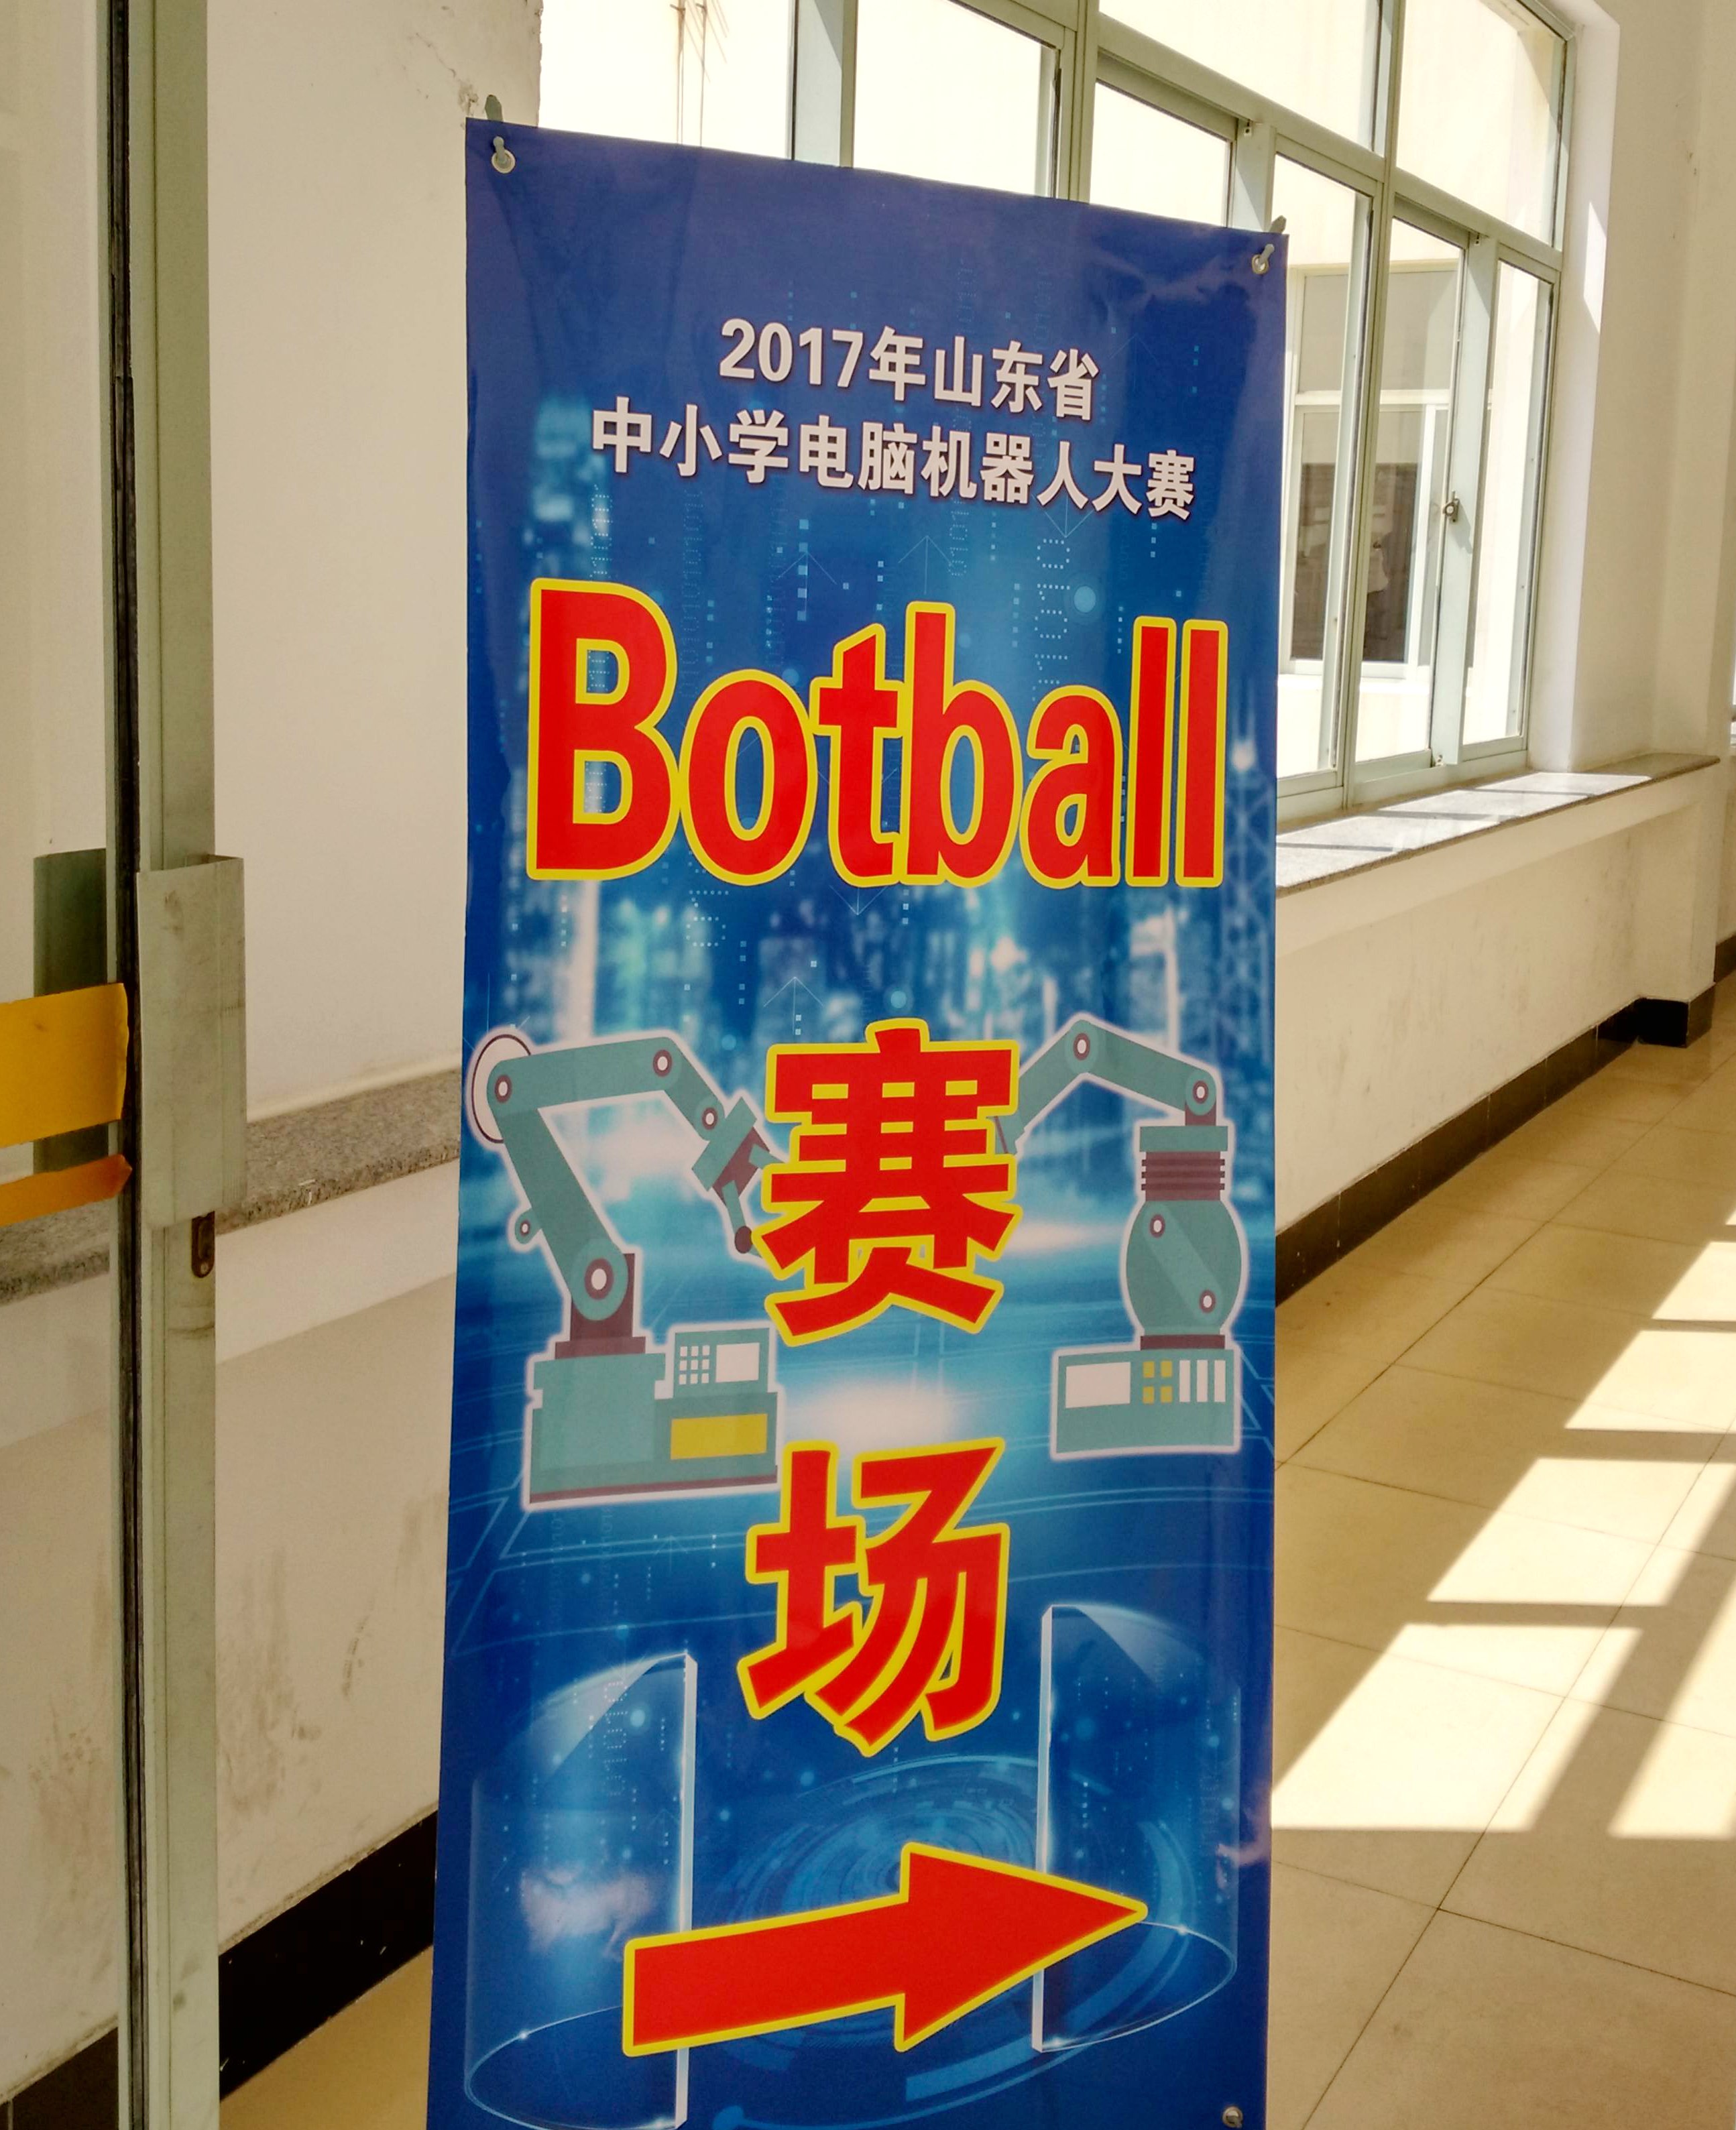 2017年山东省
中小学电脑机器人大赛
Botball
赛
场